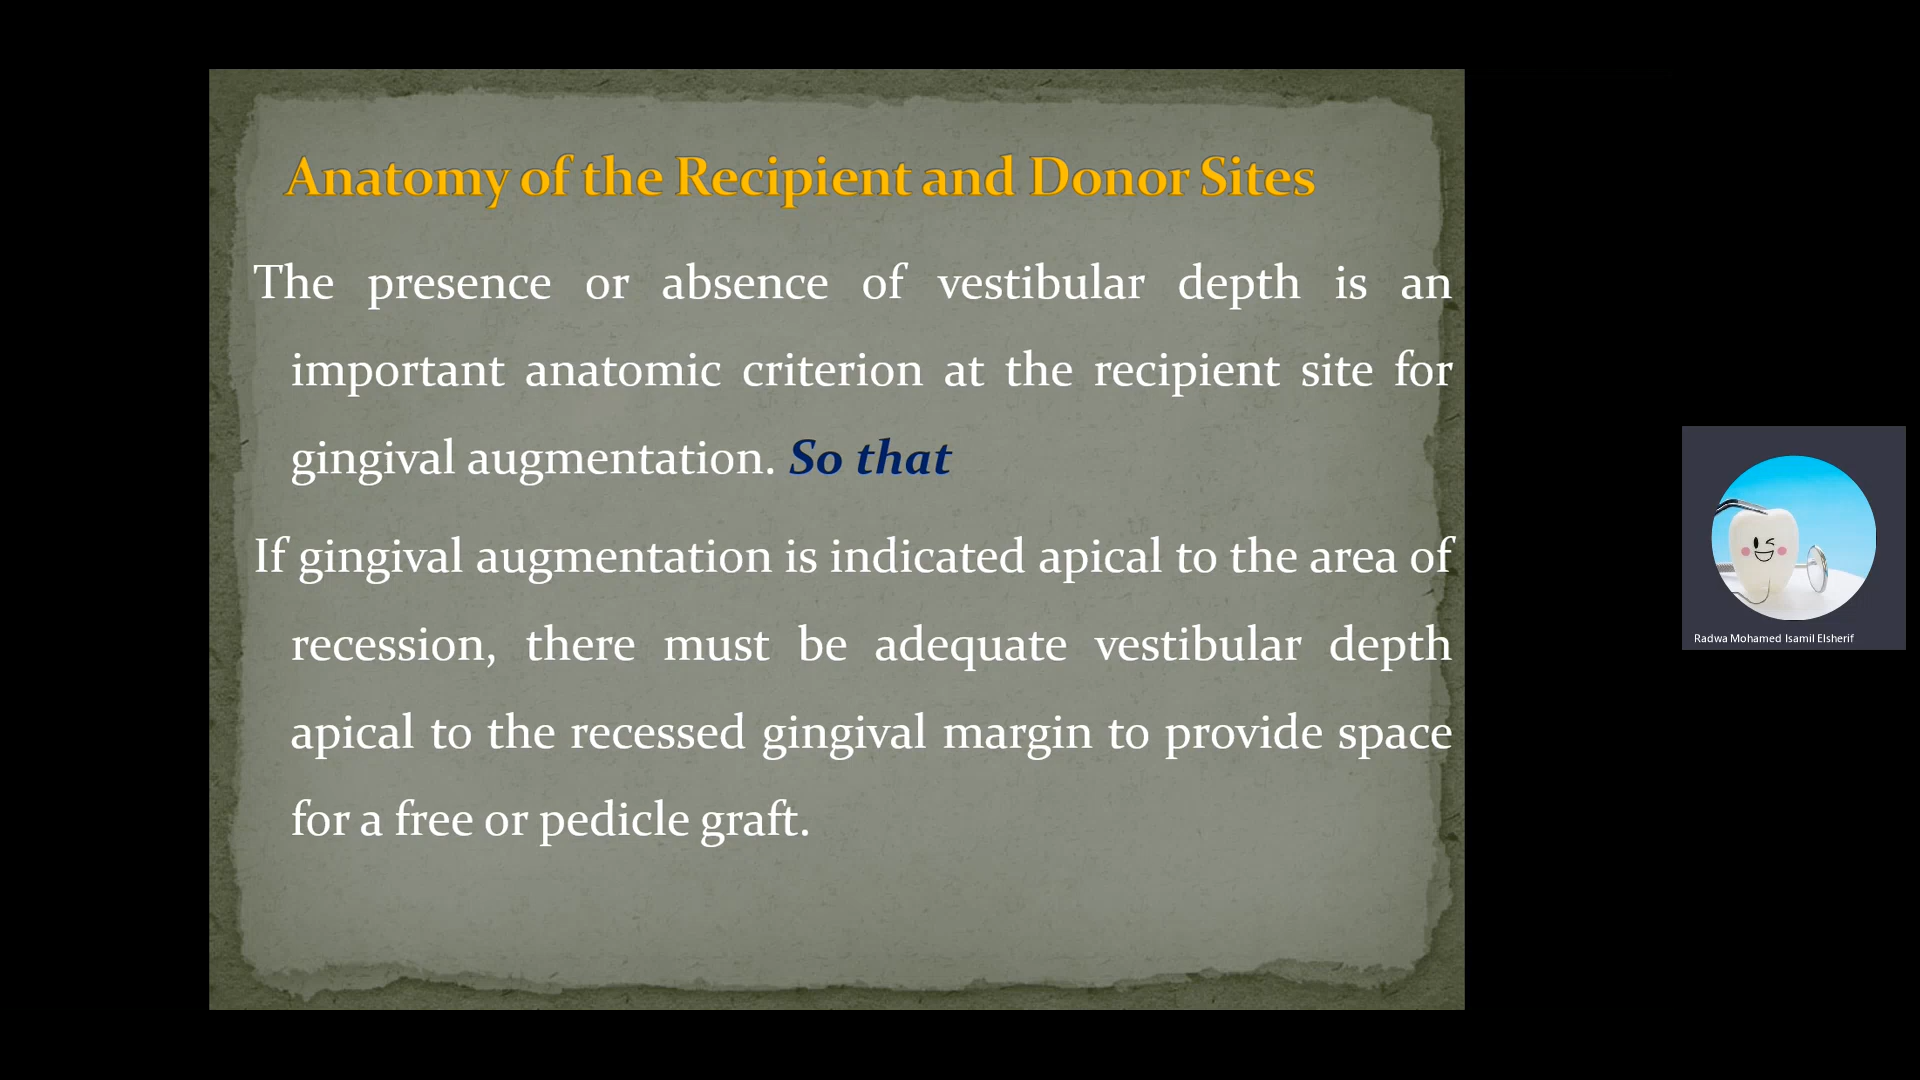 Anatomy of the Recipient and Donor Sites
The presence or absence of vestibular depth is an
important anatomic criterion at the recipient site for
gingival augmentation. So that
If gingival augmentation is indicated apical to the area of
recession, there must be adequate vestibular depth
apical to the recessed gingival margin to provide space
for a free or pedicle graft.
Radwa Mohamed Isamil Elsherif